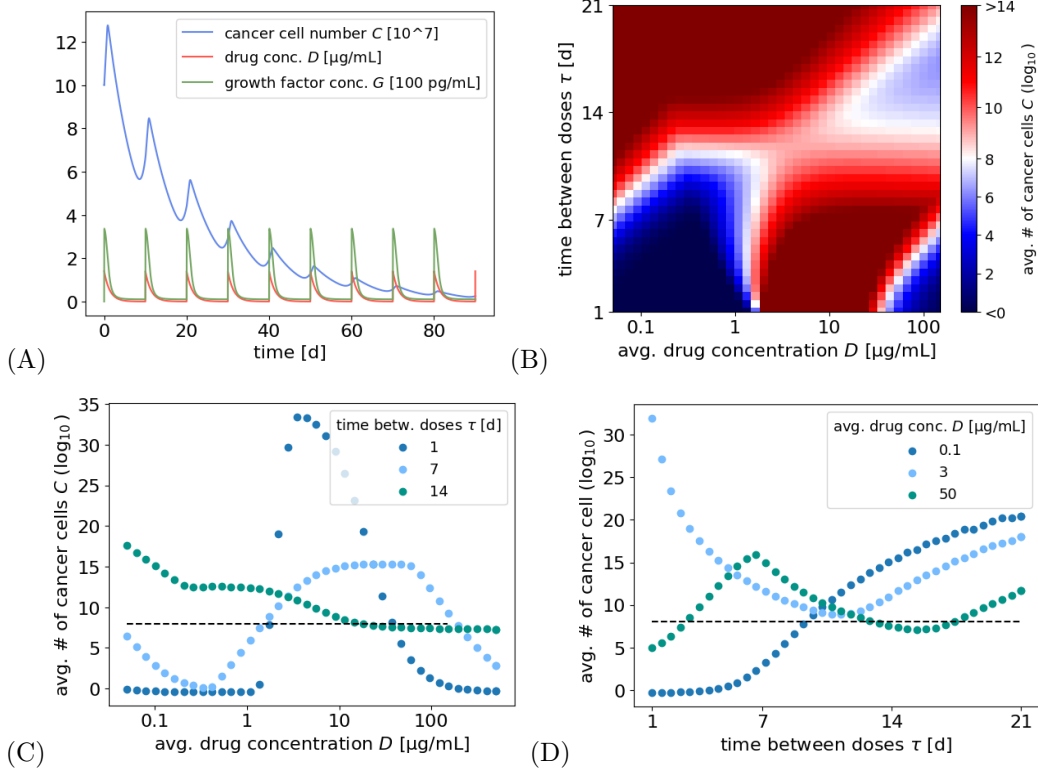 12
10
8
6
4
2
0
cancer cell number C [10^7]
drug conc. D [µg/mL]
growth factor conc. G [100 pg/mL]
0 20 40 60 80
time [d]
(A)
21
14
7
1
time between doses τ [d]
0.1 1 10 100
avg. drug concentration D [µg/mL]
(B)
>14
12
10
8
6
4
2
<0
avg. # of cancer cells C (log10)
35
30
25
20
15
10
5
0
avg. # of cancer cells C (log10)
time betw. doses τ [d]
1
7
14
0.1 1 10 100
avg. drug concentration D [µg/mL]
(C)
30
25
20
15
10
5
0
avg. # of cancer cell (log10)
avg. drug conc. D [µg/mL]
0.1
3
50
1 7 14 21
time between doses τ [d]
(D)